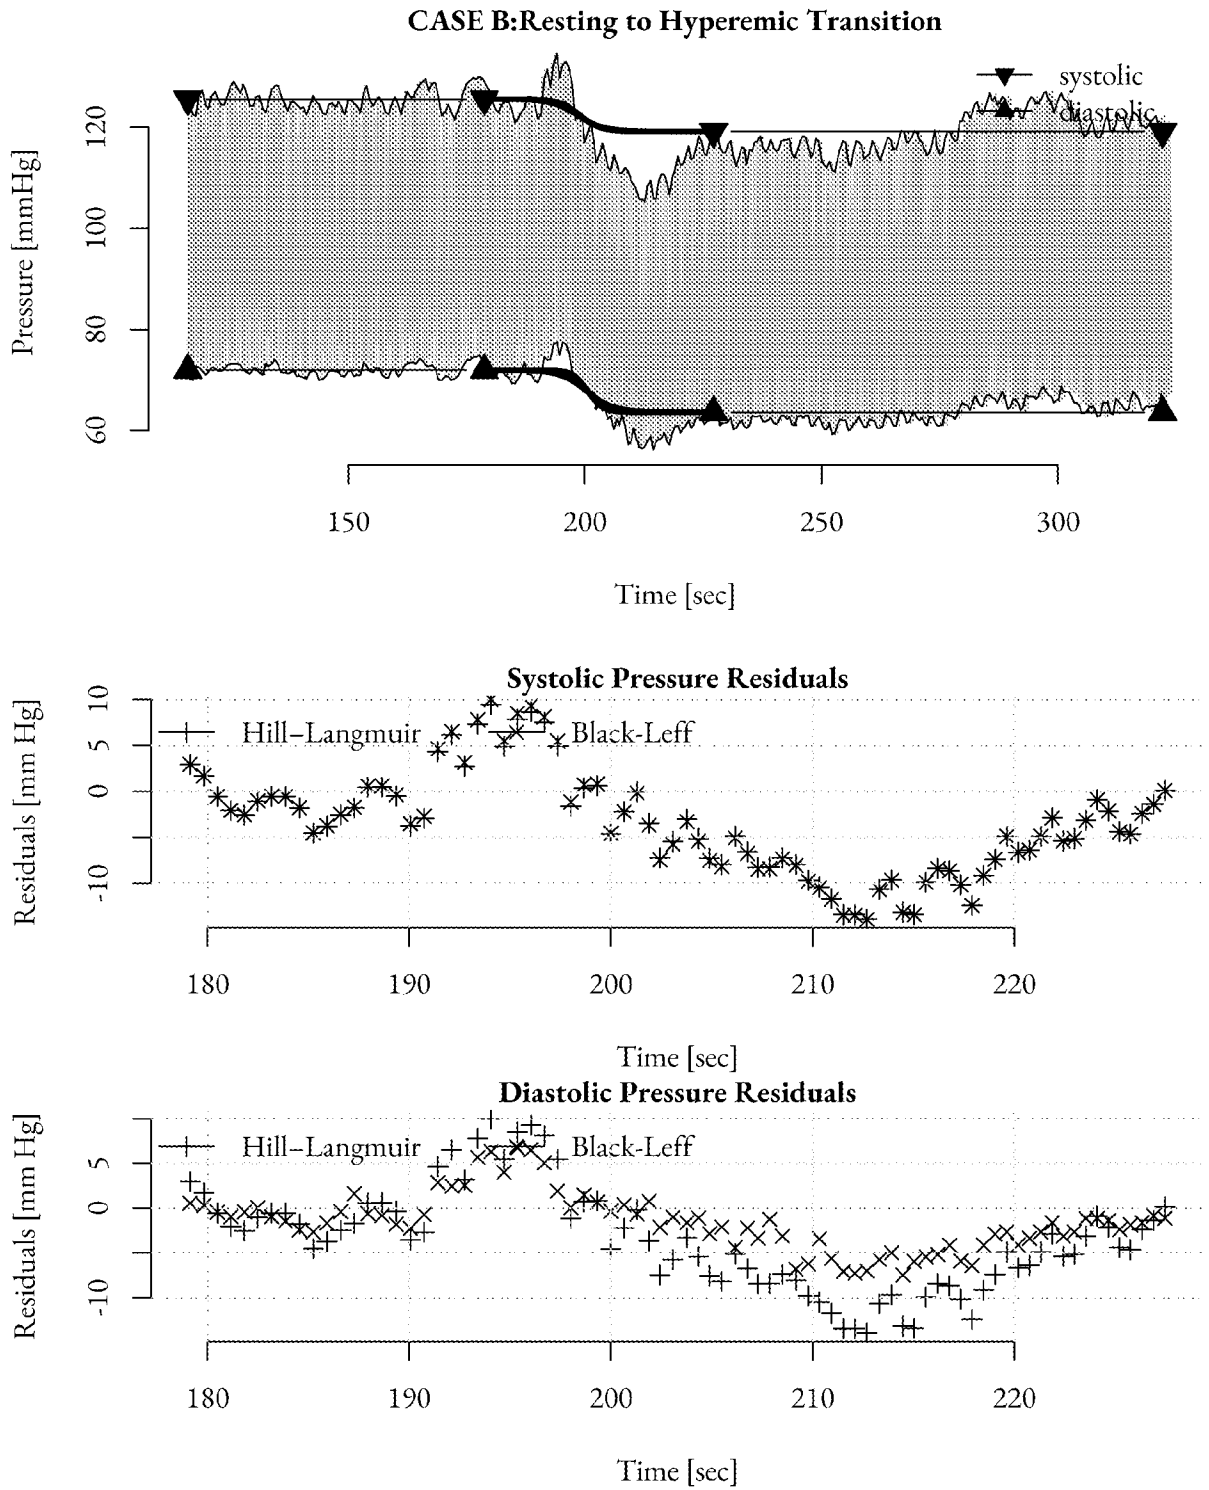 CASE B:Resting to Hyperemic Transition
systolic
diastolic
Pressure [mmHg]
120
100
80
60
150 200 250 300
Time [sec]
Systolic Pressure Residuals
Hill–Langmuir Black-Leff
Residuals [mm Hg]
10
5
0
-10
180 190 200 210 220
Time [sec]
Diastolic Pressure Residuals
Hill–Langmuir Black-Leff
Residuals [mm Hg]
5
0
-10
180 190 200 210 220
Time [sec]